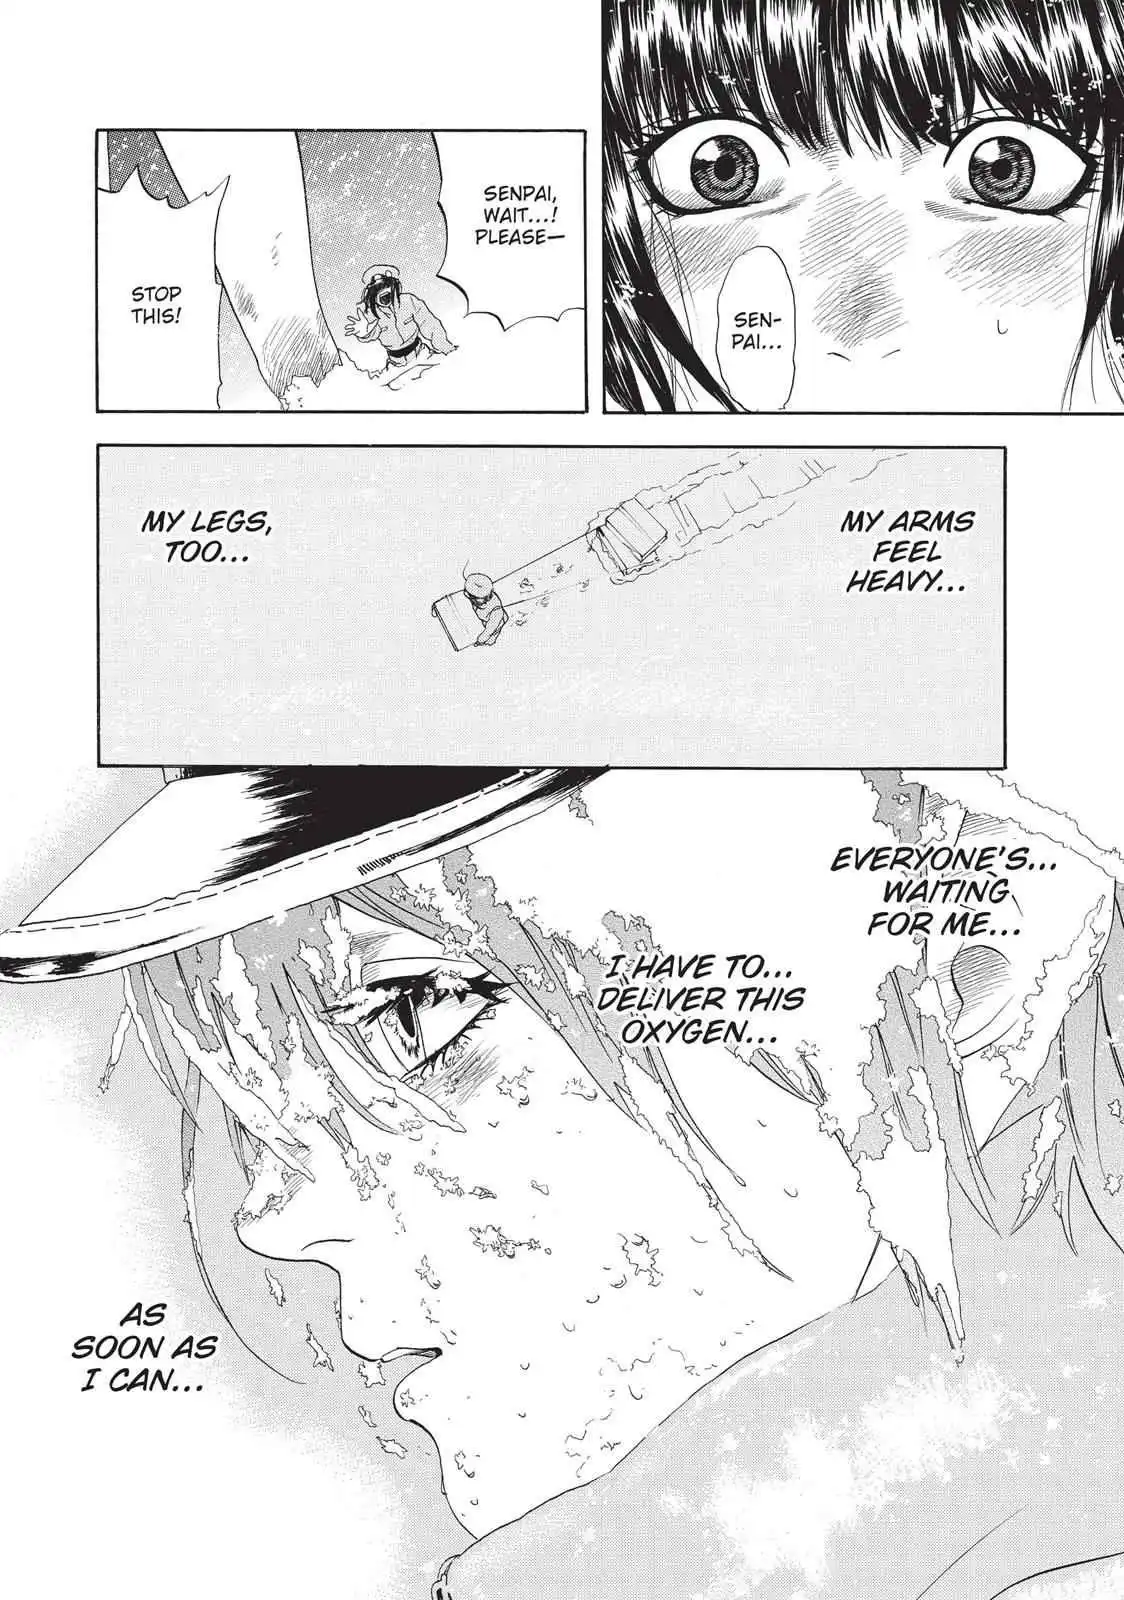 SEN-
PAI...
SENPAI,
WAIT...!
PLEASE—
STOP
THIS!
MY ARMS
FEEL
HEAVY...
MY LEGS,
TOO...
EVERYONE'S...
WAITING
FOR ME...
I HAVE TO...
DELIVER THIS
OXYGEN...
AS
SOON AS
I CAN...